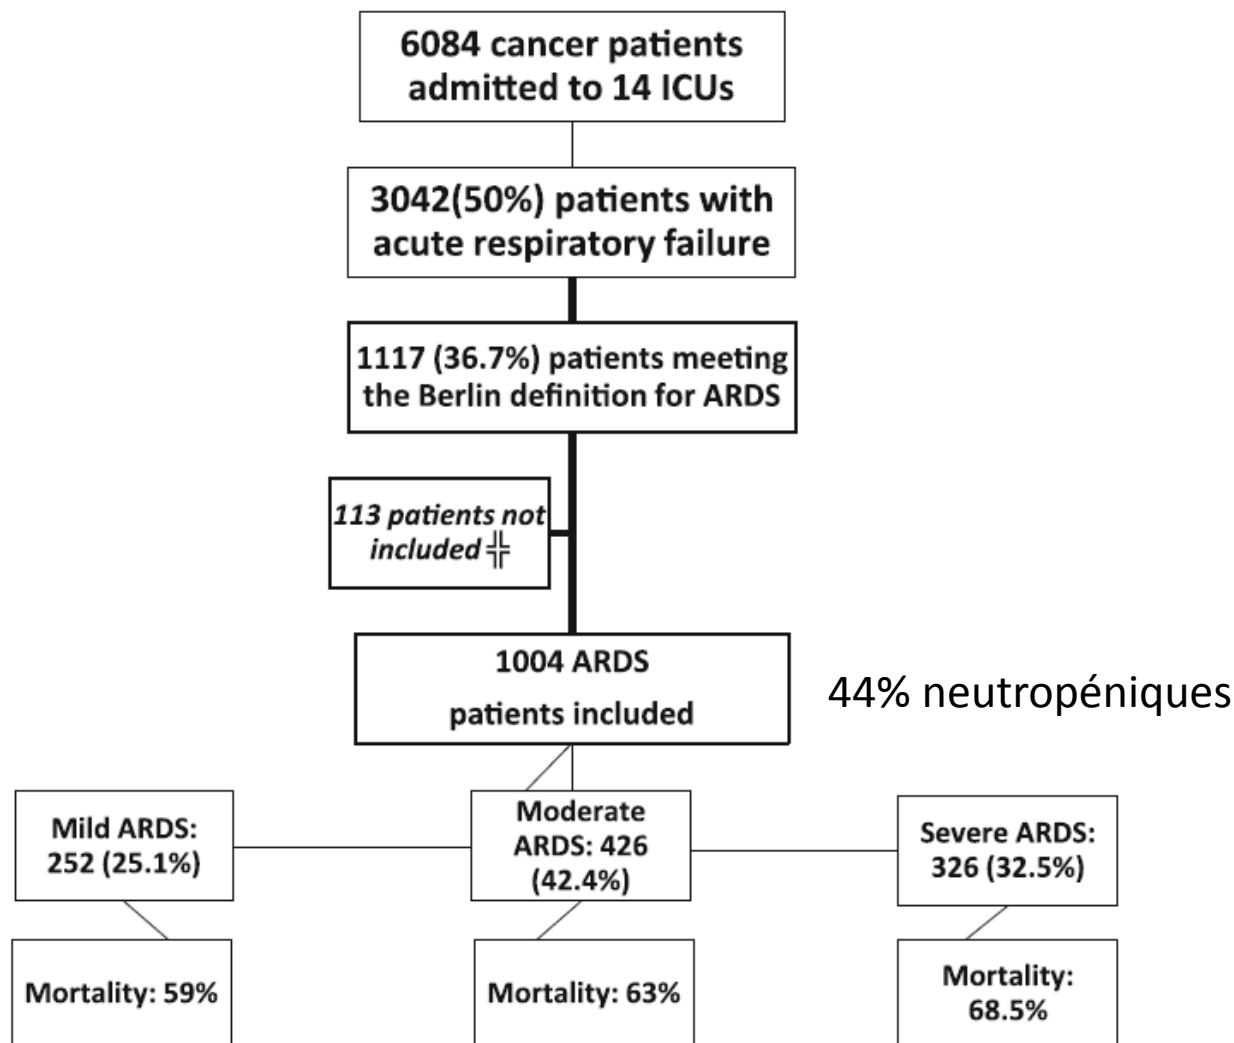 6084 cancer patients
admitted to 14 ICUs
3042(50%) patients with
acute respiratory failure
1117 (36.7%) patients meeting
the Berlin definition for ARDS
113 patients not
included ╬
1004 ARDS
patients included
44% neutropéniques
Mild ARDS:
252 (25.1%)
Moderate
ARDS: 426
(42.4%)
Severe ARDS:
326 (32.5%)
Mortality: 59%
Mortality: 63%
Mortality:
68.5%